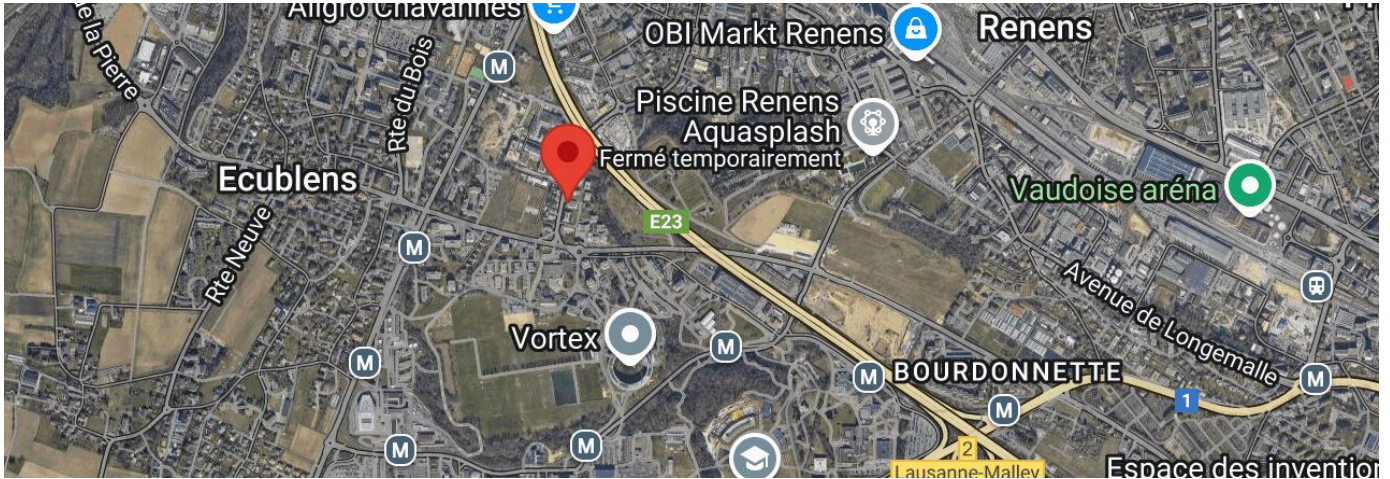 Aligro Chavannes
OBI Markt Renens
Renens
de la Pierre
Rte du Bois
M
Piscine Renens
Aquasplash
Fermé temporairement
Ecublens
Vaudoise aréna
E23
Rte Neuve
M
Avenue de Longemalle
Vortex
M
M
M
BOURDONNETTE
M
1
M
M
M
2
Lausanne-Malley
Espace des invention